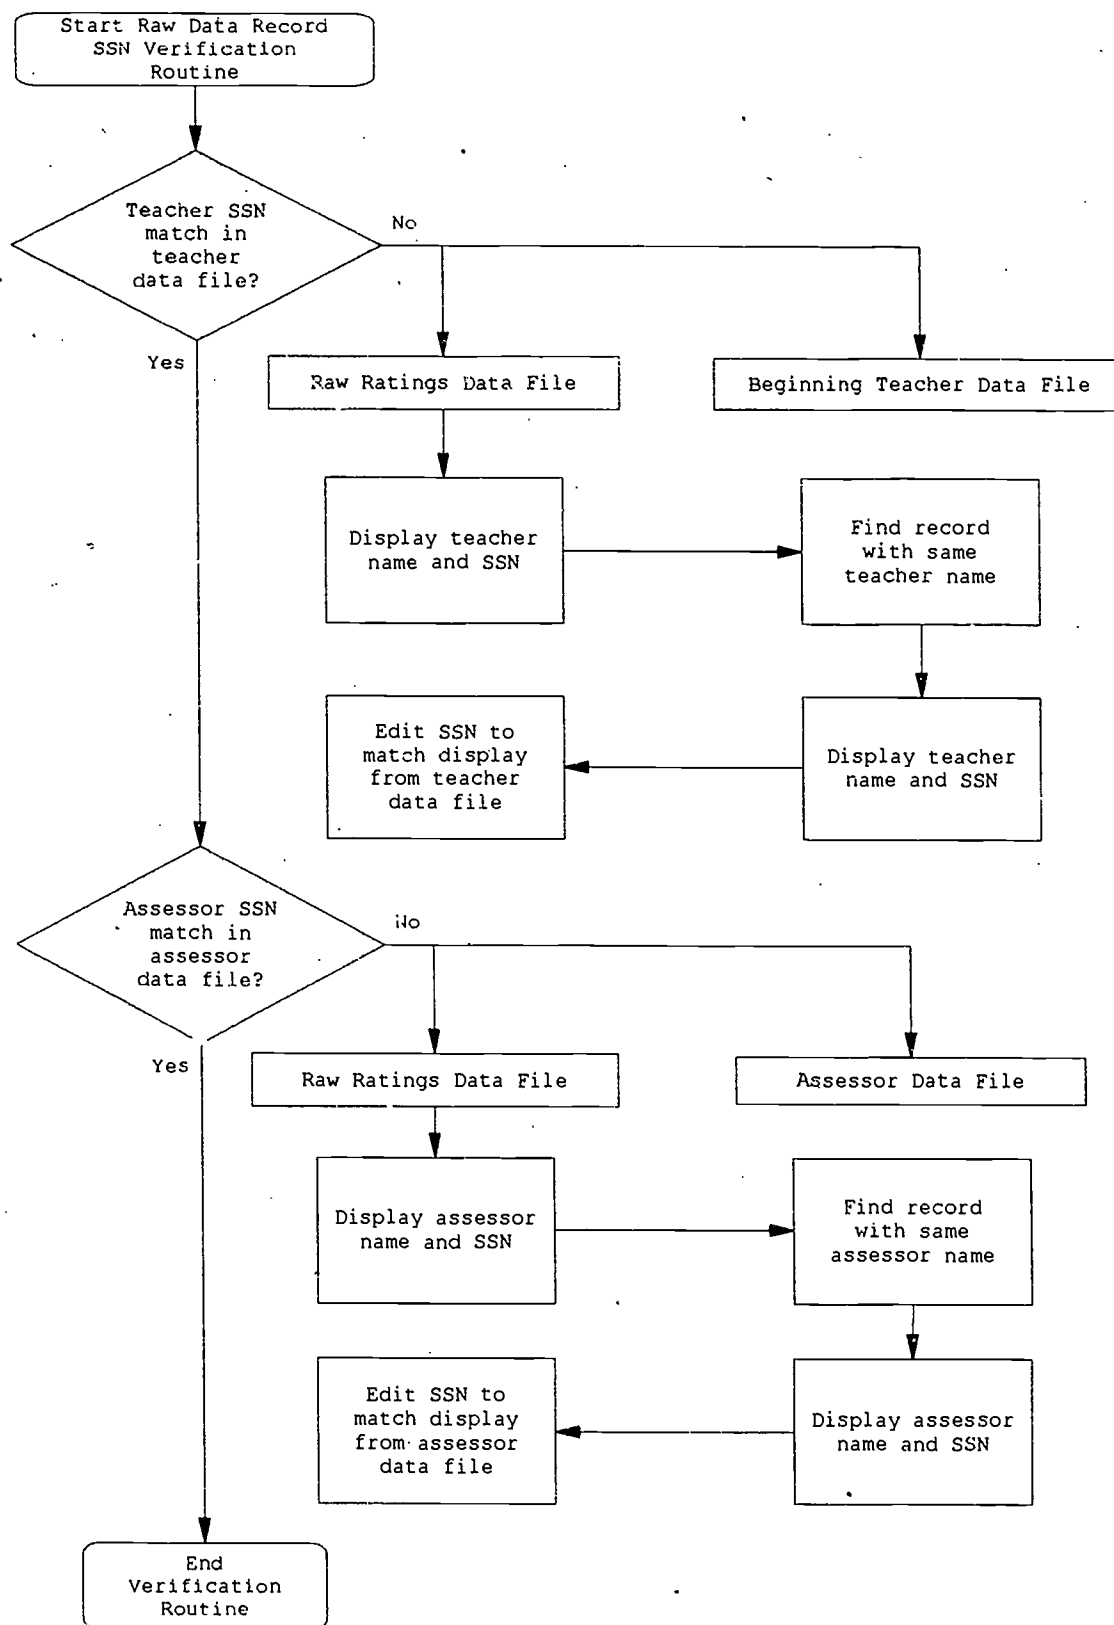 Start Raw Data Record
SSN Verification
Routine
Teacher SSN
match in
teacher
data file?
No
Yes
Raw Ratings Data File
Beginning Teacher Data File
Display teacher
name and SSN
Find record
with same
teacher name
Edit SSN to
match display
from teacher
data file
Display teacher
name and SSN
Assessor SSN
match in
assessor
data file?
No
Yes
Raw Ratings Data File
Assessor Data File
Display assessor
name and SSN
Find record
with same
assessor name
Edit SSN to
match display
from assessor
data file
Display assessor
name and SSN
End
Verification
Routine